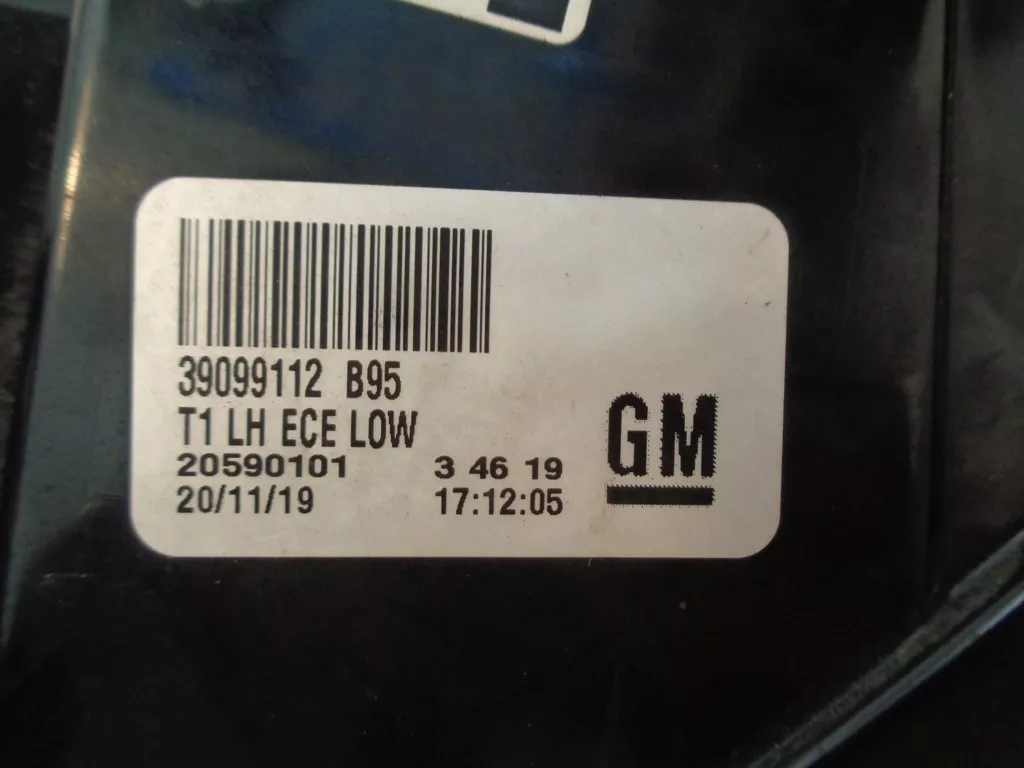 39099112 B95
T1 LH ECE LOW
20590101 3 46 19
20/11/19 17:12:05
GM